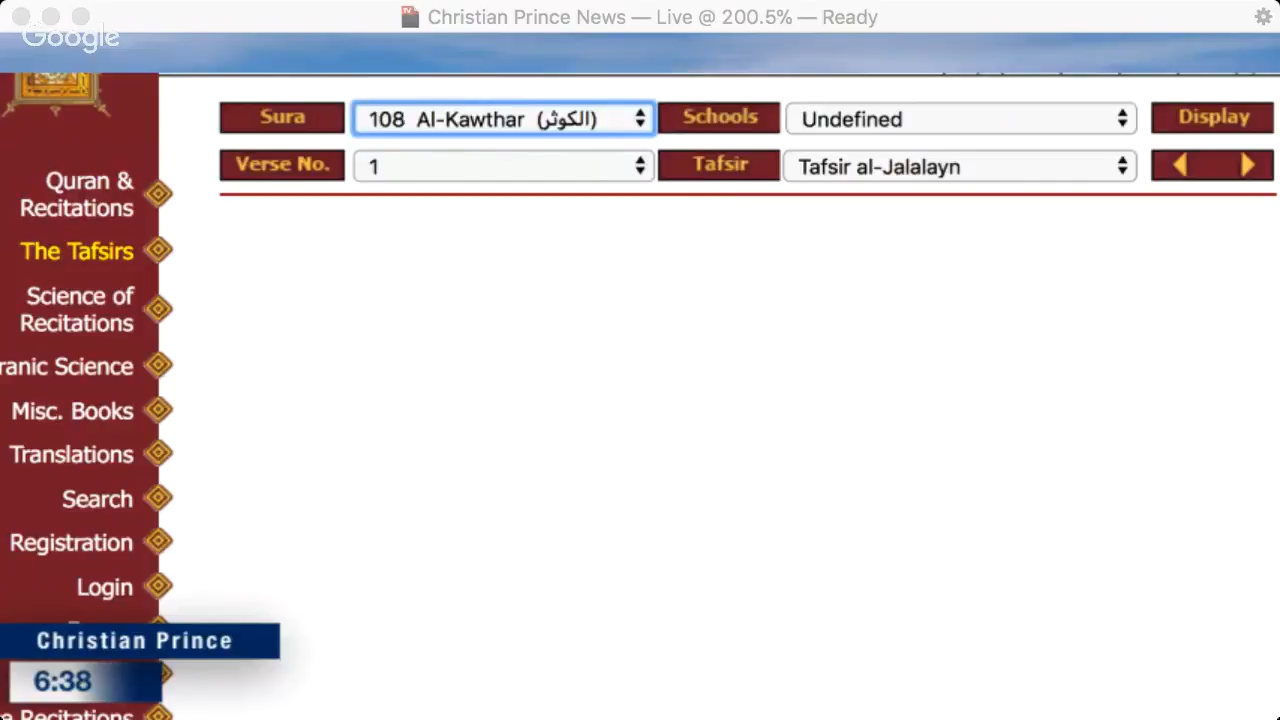 Christian Prince News — Live @ 200.5% — Ready
Google
Sura
108 Al-Kawthar (الكوثر)
Schools
Undefined
Display
Verse No.
1
Tafsir
Tafsir al-Jalalayn
Quran &
Recitations
The Tafsirs
Science of
Recitations
ranic Science
Misc. Books
Translations
Search
Registration
Login
Christian Prince
6:38
e Recitations